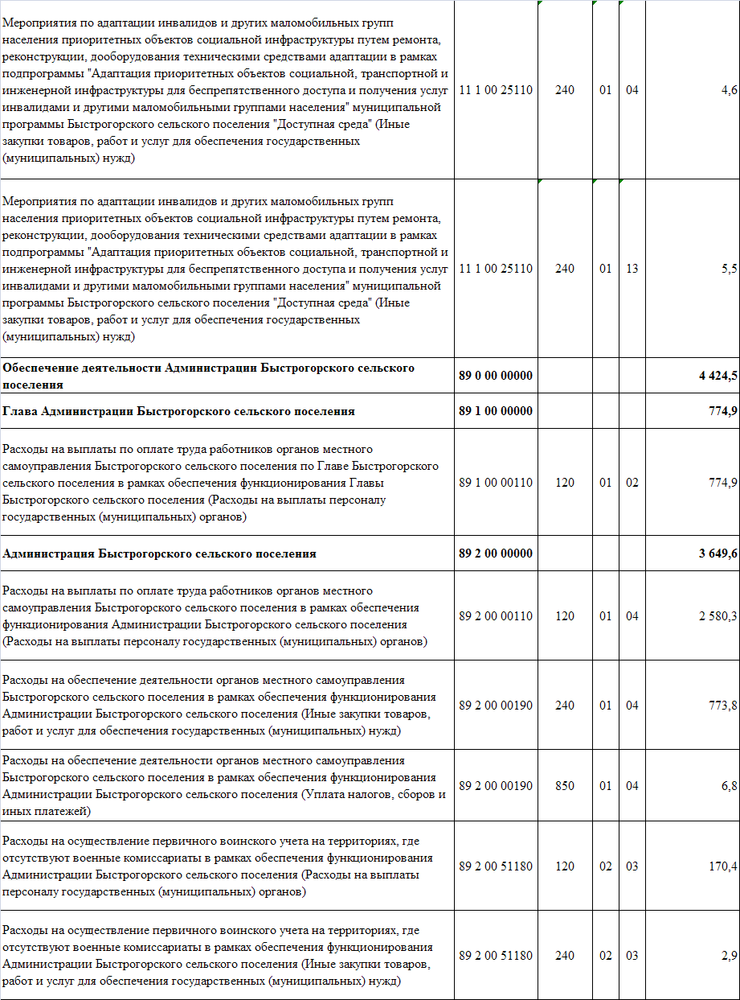 Мероприятия по адаптации инвалидов и других маломобильных групп
населения приоритетных объектов социальной инфраструктуры путем ремонта,
реконструкции, дооборудования техническими средствами адаптации в рамках
подпрограммы "Адаптация приоритетных объектов социальной, транспортной и
инженерной инфраструктуры для беспрепятственного доступа и получения услуг
инвалидами и другими маломобильными группами населения" муниципальной
программы Быстрогорского сельского поселения "Доступная среда" (Иные
закупки товаров, работ и услуг для обеспечения государственных
(муниципальных) нужд)
11 1 00 25110 240 01 04 4,6
Мероприятия по адаптации инвалидов и других маломобильных групп
населения приоритетных объектов социальной инфраструктуры путем ремонта,
реконструкции, дооборудования техническими средствами адаптации в рамках
подпрограммы "Адаптация приоритетных объектов социальной, транспортной и
инженерной инфраструктуры для беспрепятственного доступа и получения услуг
инвалидами и другими маломобильными группами населения" муниципальной
программы Быстрогорского сельского поселения "Доступная среда" (Иные
закупки товаров, работ и услуг для обеспечения государственных
(муниципальных) нужд)
11 1 00 25110 240 01 13 5,5
Обеспечение деятельности Администрации Быстрогорского сельского
поселения
89 0 00 00000 4 424,5
Глава Администрации Быстрогорского сельского поселения 89 1 00 00000 774,9
Расходы на выплаты по оплате труда работников органов местного
самоуправления Быстрогорского сельского поселения по Главе Быстрогорского
сельского поселения в рамках обеспечения функционирования Главы
Быстрогорского сельского поселения (Расходы на выплаты персоналу
государственных (муниципальных) органов)
89 1 00 00110 120 01 02 774,9
Администрация Быстрогорского сельского поселения 89 2 00 00000 3 649,6
Расходы на выплаты по оплате труда работников органов местного
самоуправления Быстрогорского сельского поселения в рамках обеспечения
функционирования Администрации Быстрогорского сельского поселения
(Расходы на выплаты персоналу государственных (муниципальных) органов)
89 2 00 00110 120 01 04 2 580,3
Расходы на обеспечение деятельности органов местного самоуправления
Быстрогорского сельского поселения в рамках обеспечения функционирования
Администрации Быстрогорского сельского поселения (Иные закупки товаров,
работ и услуг для обеспечения государственных (муниципальных) нужд)
89 2 00 00190 240 01 04 773,8
Расходы на обеспечение деятельности органов местного самоуправления
Быстрогорского сельского поселения в рамках обеспечения функционирования
Администрации Быстрогорского сельского поселения (Уплата налогов, сборов и
иных платежей)
89 2 00 00190 850 01 04 6,8
Расходы на осуществление первичного воинского учета на территориях, где
отсутствуют военные комиссариаты в рамках обеспечения функционирования
Администрации Быстрогорского сельского поселения (Расходы на выплаты
персоналу государственных (муниципальных) органов)
89 2 00 51180 120 02 03 170,4
Расходы на осуществление первичного воинского учета на территориях, где
отсутствуют военные комиссариаты в рамках обеспечения функционирования
Администрации Быстрогорского сельского поселения (Иные закупки товаров,
работ и услуг для обеспечения государственных (муниципальных) нужд)
89 2 00 51180 240 02 03 2,9